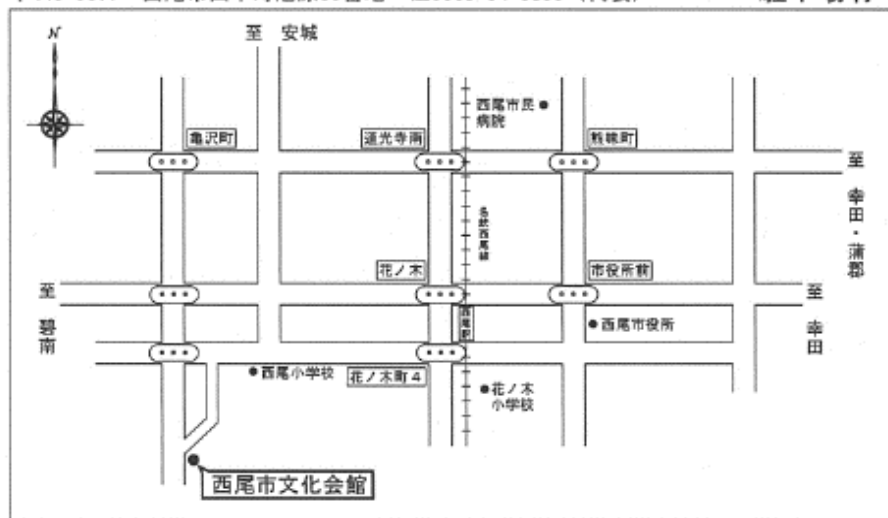 至 安城
N
西尾市民
病院
亀沢町
道光寺南
熊味町
至 幸田・蒲郡
名鉄西尾線
花ノ木
市役所前
至 碧南
至 幸田
西尾駅
西尾市役所
西尾小学校
花ノ木町4
花ノ木
小学校
西尾市文化会館